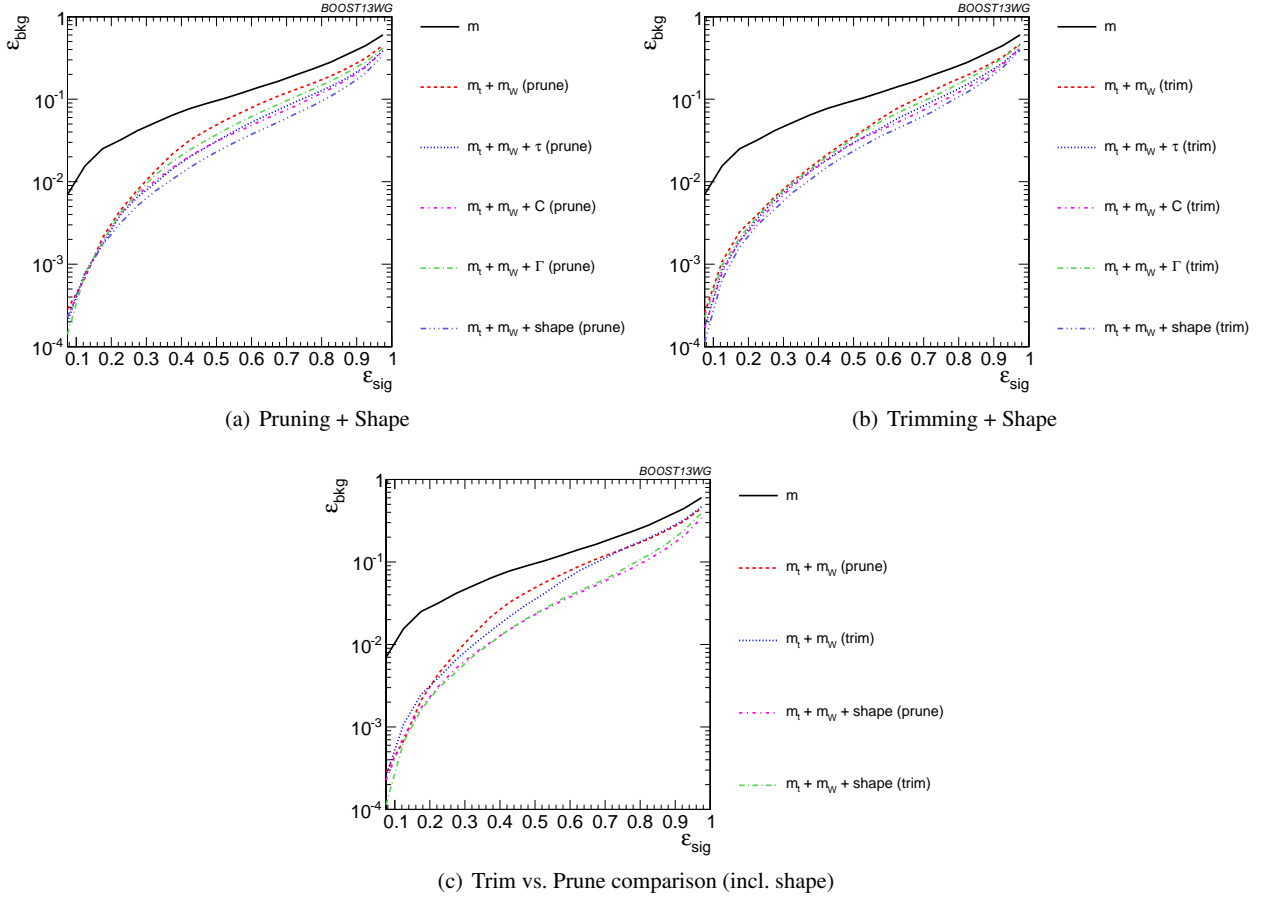 BOOST13WG
ε_bkg
1
10^-1
10^-2
10^-3
10^-4
0.1 0.2 0.3 0.4 0.5 0.6 0.7 0.8 0.9 1
ε_sig
m
m_t + m_W (prune)
m_t + m_W + τ (prune)
m_t + m_W + C (prune)
m_t + m_W + Γ (prune)
m_t + m_W + shape (prune)
(a) Pruning + Shape
BOOST13WG
ε_bkg
1
10^-1
10^-2
10^-3
10^-4
0.1 0.2 0.3 0.4 0.5 0.6 0.7 0.8 0.9 1
ε_sig
m
m_t + m_W (trim)
m_t + m_W + τ (trim)
m_t + m_W + C (trim)
m_t + m_W + Γ (trim)
m_t + m_W + shape (trim)
(b) Trimming + Shape
BOOST13WG
ε_bkg
1
10^-1
10^-2
10^-3
10^-4
0.1 0.2 0.3 0.4 0.5 0.6 0.7 0.8 0.9 1
ε_sig
m
m_t + m_W (prune)
m_t + m_W (trim)
m_t + m_W + shape (prune)
m_t + m_W + shape (trim)
(c) Trim vs. Prune comparison (incl. shape)